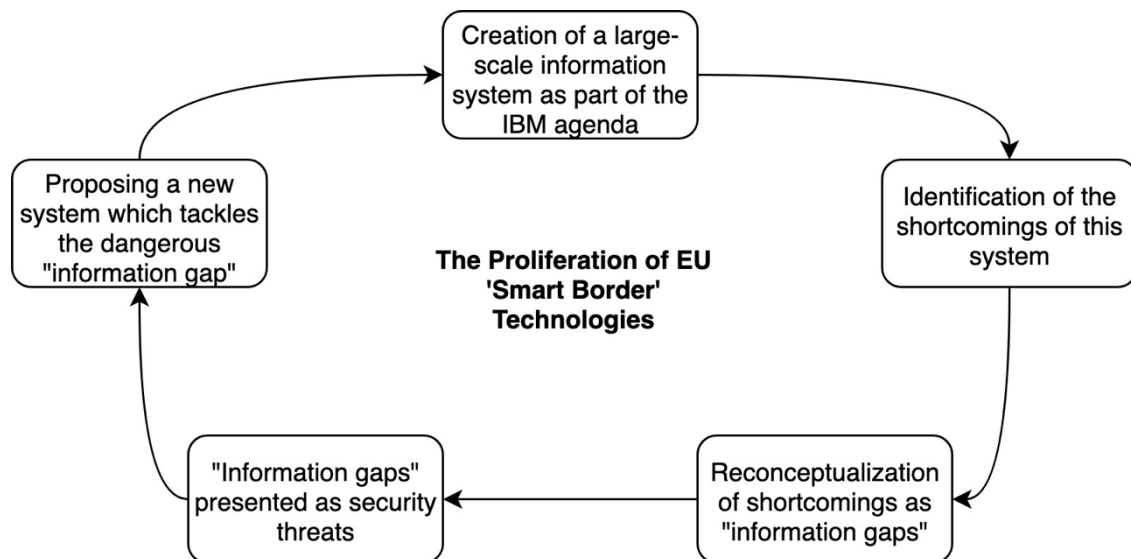 Creation of a large-
scale information
system as part of the
IBM agenda
Identification of the
shortcomings of this
system
Reconceptualization
of shortcomings as
"information gaps"
"Information gaps"
presented as security
threats
Proposing a new
system which tackles
the dangerous
"information gap"
The Proliferation of EU
'Smart Border'
Technologies